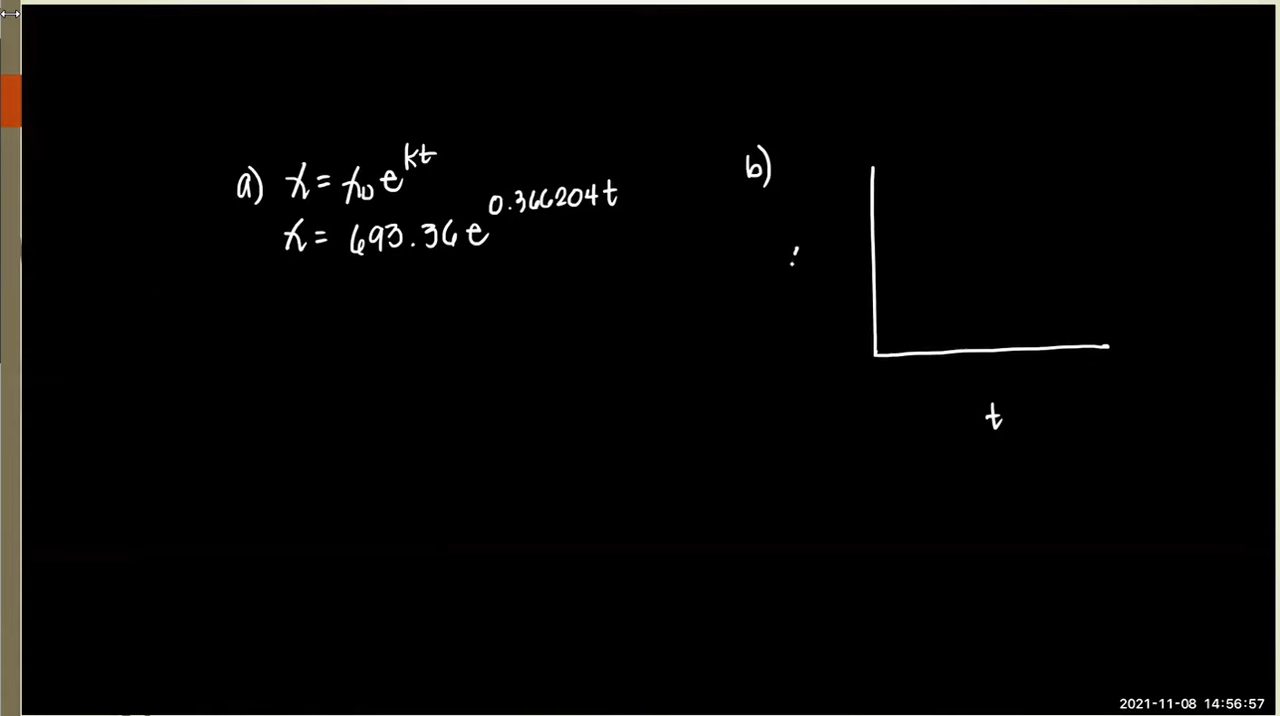 a) x = x₀ e^kt
x = 693.36 e^0.366204t
b)
t
2021-11-08 14:56:57